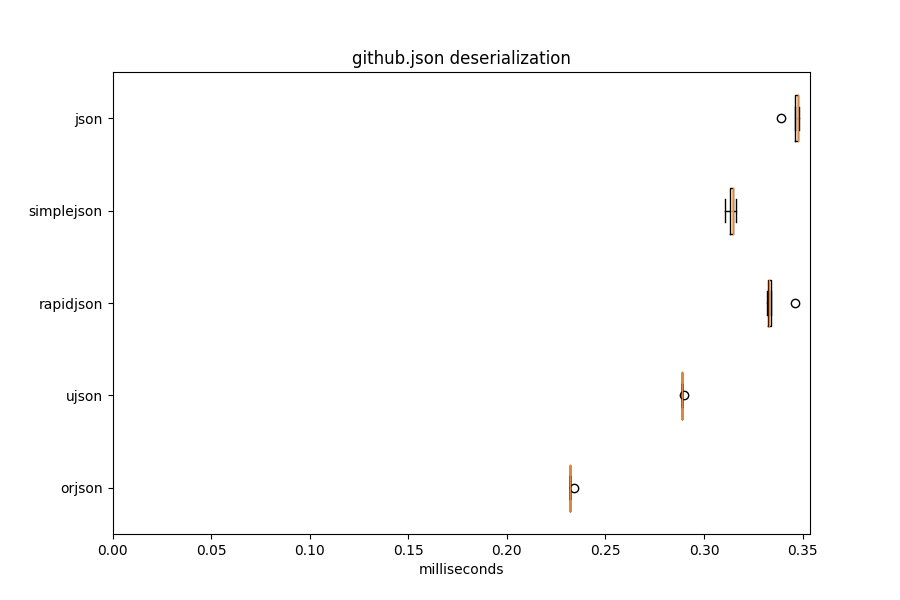 github.json deserialization
json
simplejson
rapidjson
ujson
orjson
0.00 0.05 0.10 0.15 0.20 0.25 0.30 0.35
milliseconds